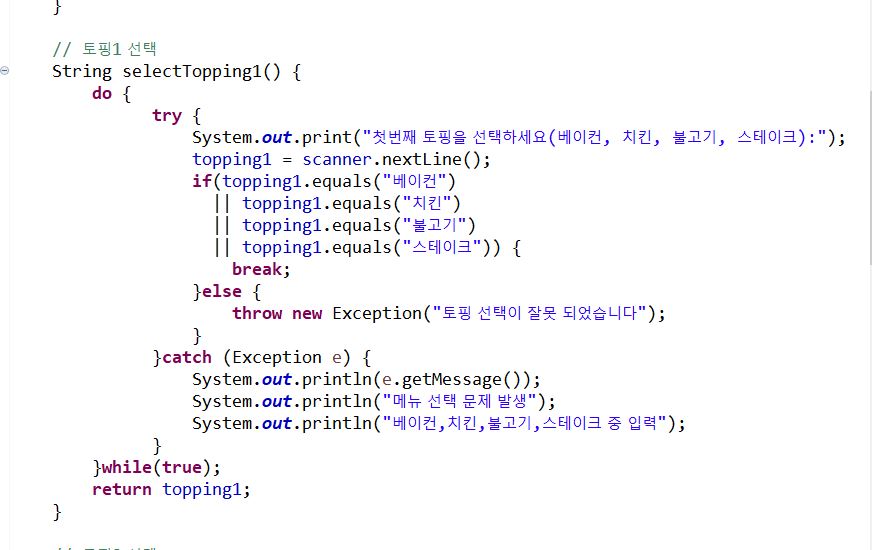 }
// 토핑1 선택
String selectTopping1() {
do {
try {
System.out.print("첫번째 토핑을 선택하세요(베이컨, 치킨, 불고기, 스테이크):");
topping1 = scanner.nextLine();
if(topping1.equals("베이컨")
|| topping1.equals("치킨")
|| topping1.equals("불고기")
|| topping1.equals("스테이크")) {
break;
}else {
throw new Exception("토핑 선택이 잘못 되었습니다");
}
}catch (Exception e) {
System.out.println(e.getMessage());
System.out.println("메뉴 선택 문제 발생");
System.out.println("베이컨,치킨,불고기,스테이크 중 입력");
}
}while(true);
return topping1;
}